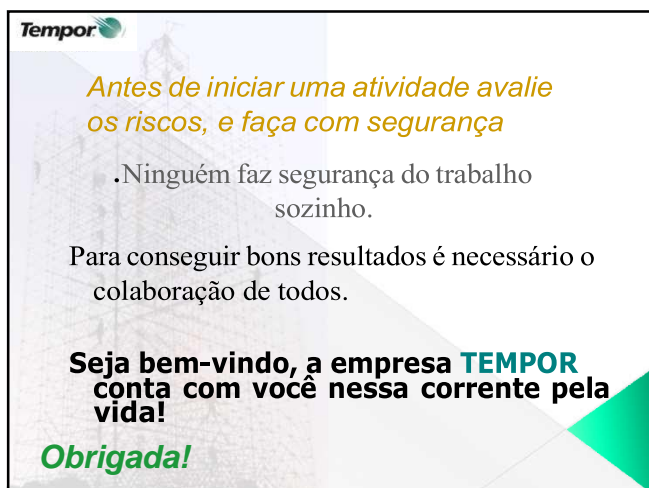 Tempor
Antes de iniciar uma atividade avalie
os riscos, e faça com segurança
.Ninguém faz segurança do trabalho
sozinho.
Para conseguir bons resultados é necessário o
colaboração de todos.
Seja bem-vindo, a empresa TEMPOR
conta com você nessa corrente pela
vida!
Obrigada!